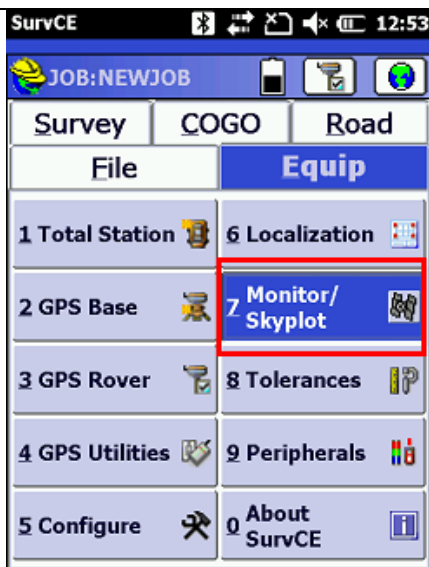 SurvCE 12:53
JOB:NEWJOB
Survey COGO Road
File Equip
1 Total Station 6 Localization
2 GPS Base 7 Monitor/
Skyplot
3 GPS Rover 8 Tolerances
4 GPS Utilities 9 Peripherals
5 Configure 0 About
SurvCE